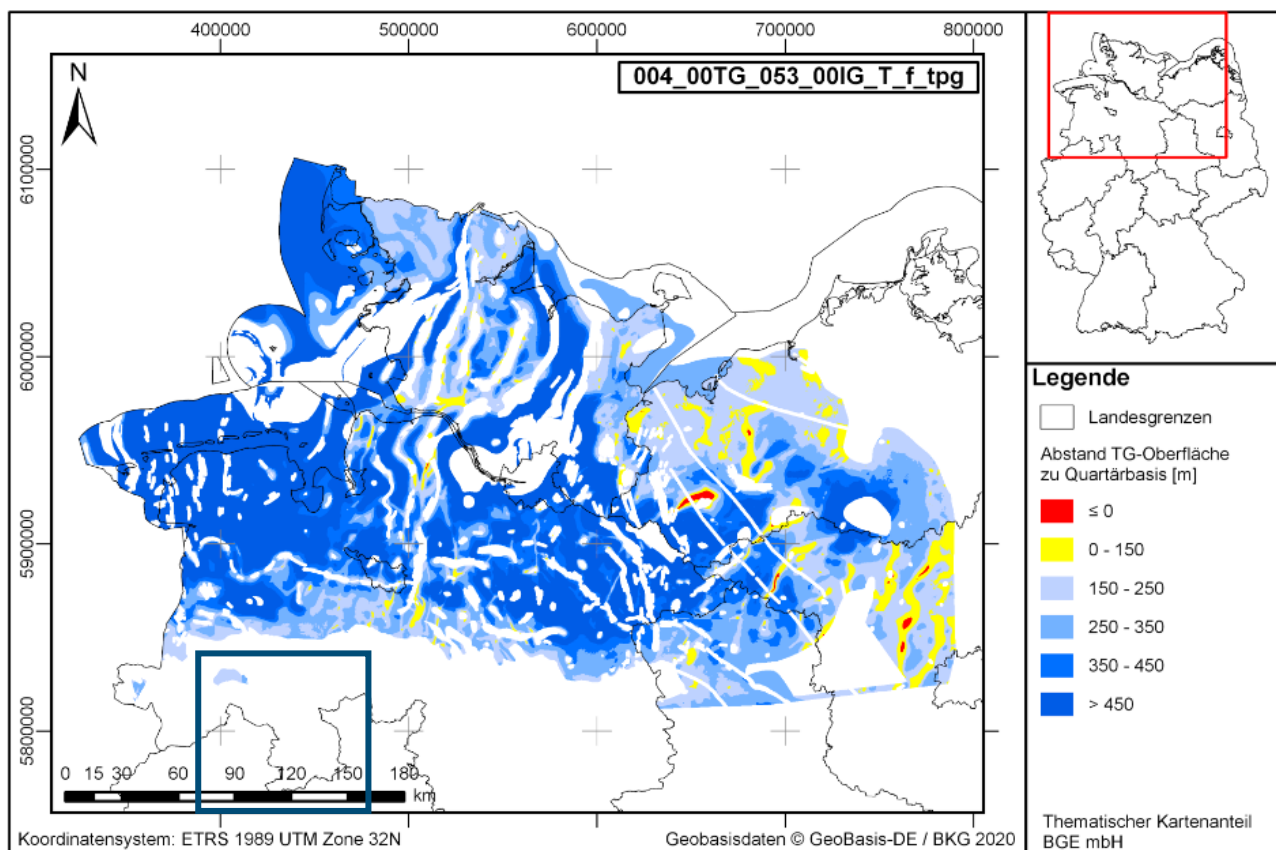 400000
500000
600000
700000
800000
N
004_00TG_053_00IG_T_f_tpg
6100000
6000000
5900000
5800000
0 15 30 60 90 120 150 180
km
Koordinatensystem: ETRS 1989 UTM Zone 32N
Geobasisdaten © GeoBasis-DE / BKG 2020
Legende
Landesgrenzen
Abstand TG-Oberfläche
zu Quartärbasis [m]
≤ 0
0 - 150
150 - 250
250 - 350
350 - 450
> 450
Thematischer Kartenanteil
BGE mbH